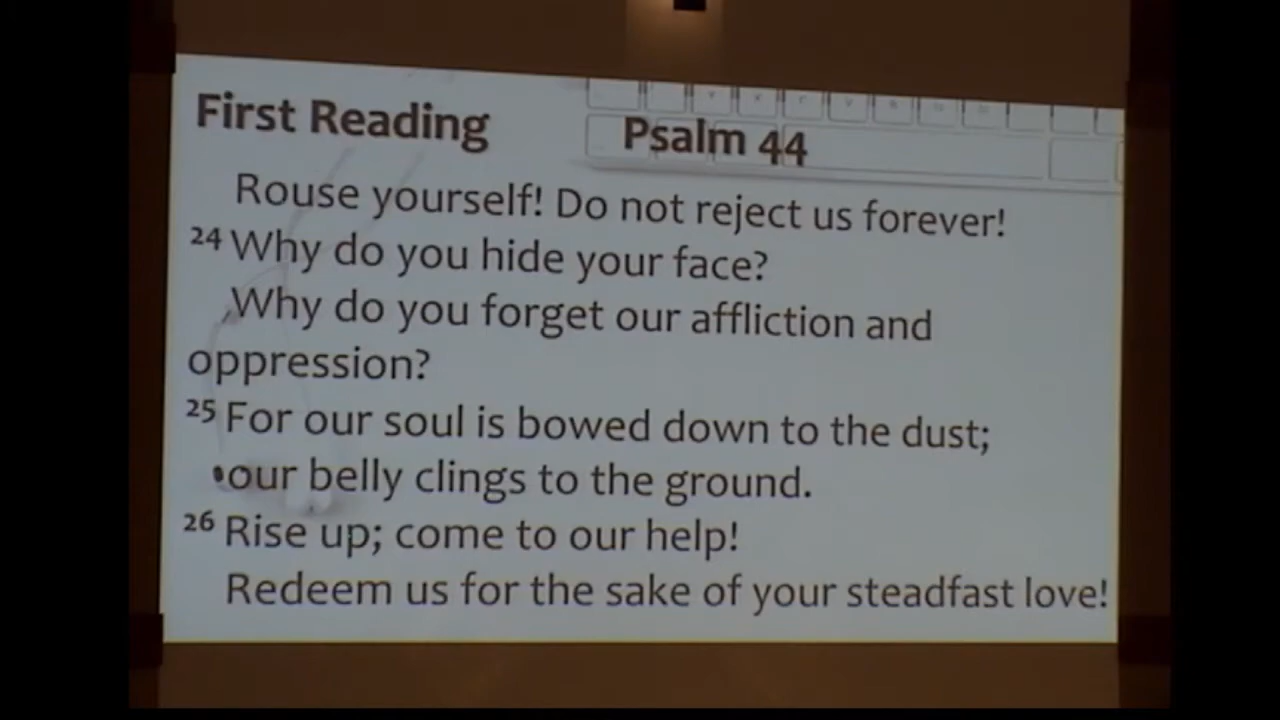 First Reading Psalm 44
Rouse yourself! Do not reject us forever!
24 Why do you hide your face?
Why do you forget our affliction and
oppression?
25 For our soul is bowed down to the dust;
our belly clings to the ground.
26 Rise up; come to our help!
Redeem us for the sake of your steadfast love!